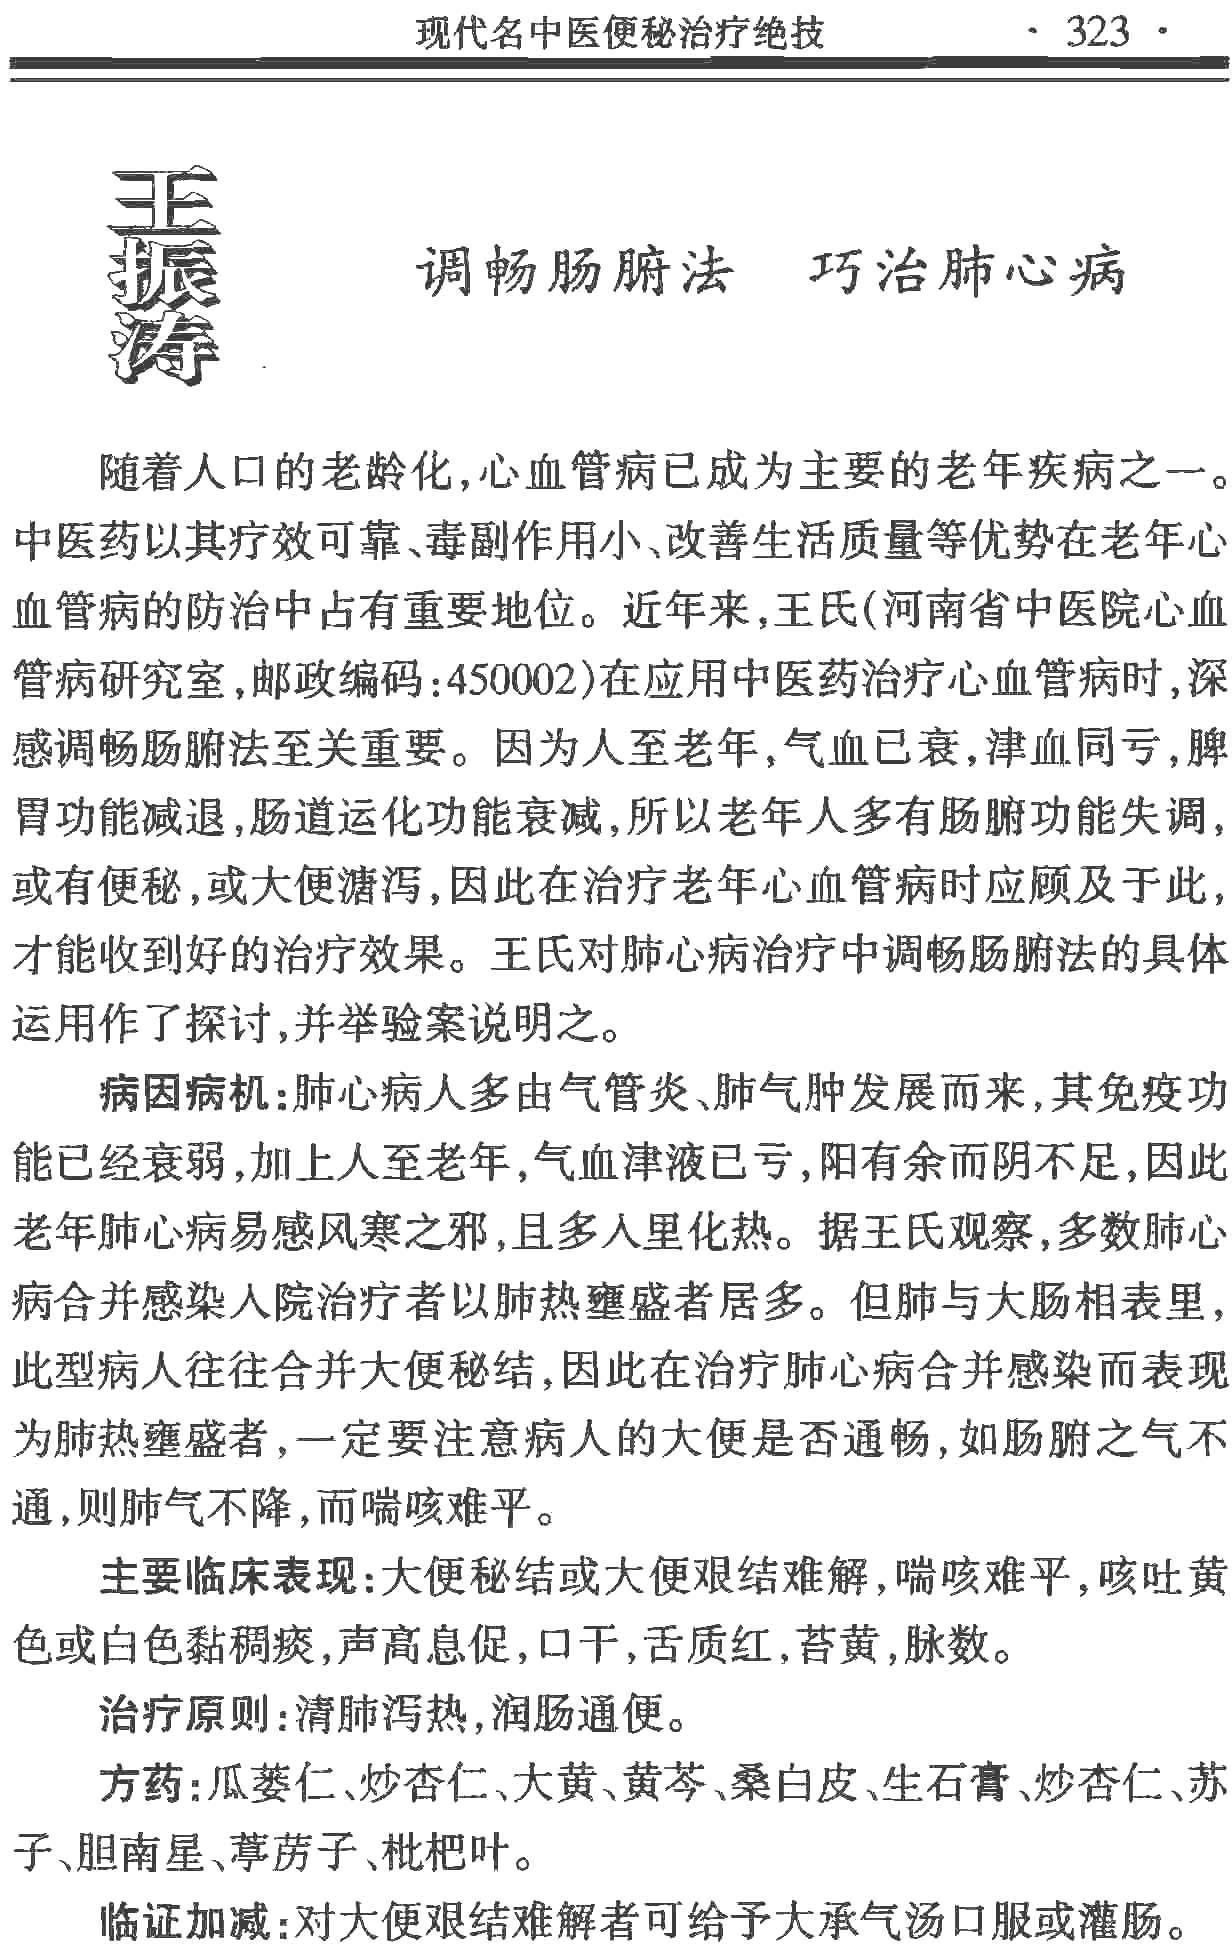 现代名中医便秘治疗绝技 · 323 ·
王振涛
调畅肠腑法 巧治肺心病
随着人口的老龄化,心血管病已成为主要的老年疾病之一。
中医药以其疗效可靠、毒副作用小、改善生活质量等优势在老年心
血管病的防治中占有重要地位。近年来,王氏(河南省中医院心血
管病研究室,邮政编码:450002)在应用中医药治疗心血管病时,深
感调畅肠腑法至关重要。因为人至老年,气血已衰,津血同亏,脾
胃功能减退,肠道运化功能衰减,所以老年人多有肠腑功能失调,
或有便秘,或大便溏泻,因此在治疗老年心血管病时应顾及于此,
才能收到好的治疗效果。王氏对肺心病治疗中调畅肠腑法的具体
运用作了探讨,并举验案说明之。
病因病机:肺心病人多由气管炎、肺气肿发展而来,其免疫功
能已经衰弱,加上人至老年,气血津液已亏,阳有余而阴不足,因此
老年肺心病易感风寒之邪,且多入里化热。据王氏观察,多数肺心
病合并感染入院治疗者以肺热壅盛者居多。但肺与大肠相表里,
此型病人往往合并大便秘结,因此在治疗肺心病合并感染而表现
为肺热壅盛者,一定要注意病人的大便是否通畅,如肠腑之气不
通,则肺气不降,而喘咳难平。
主要临床表现:大便秘结或大便艰结难解,喘咳难平,咳吐黄
色或白色黏稠痰,声高息促,口干,舌质红,苔黄,脉数。
治疗原则:清肺泻热,润肠通便。
方药:瓜蒌仁、炒杏仁、大黄、黄芩、桑白皮、生石膏、炒杏仁、苏
子、胆南星、葶苈子、枇杷叶。
临证加减:对大便艰结难解者可给予大承气汤口服或灌肠。